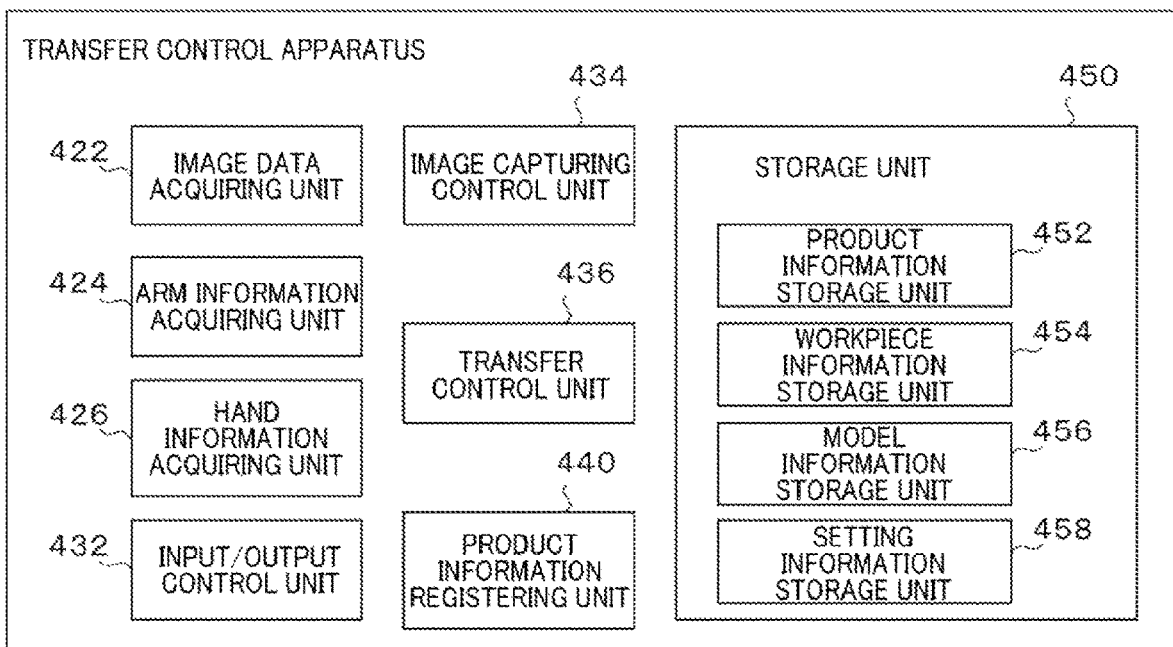 TRANSFER CONTROL APPARATUS
422
IMAGE DATA
ACQUIRING UNIT
424
ARM INFORMATION
ACQUIRING UNIT
426
HAND
INFORMATION
ACQUIRING UNIT
432
INPUT/OUTPUT
CONTROL UNIT
434
IMAGE CAPTURING
CONTROL UNIT
436
TRANSFER
CONTROL UNIT
440
PRODUCT
INFORMATION
REGISTERING UNIT
450
STORAGE UNIT
PRODUCT
INFORMATION
STORAGE UNIT
452
WORKPIECE
INFORMATION
STORAGE UNIT
454
MODEL
INFORMATION
STORAGE UNIT
456
SETTING
INFORMATION
STORAGE UNIT
458